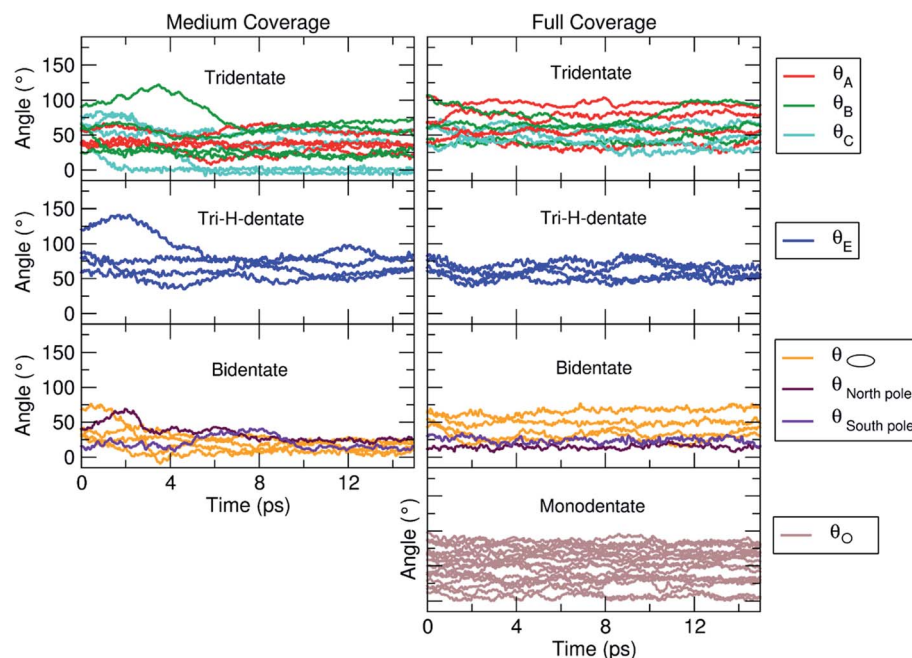 Medium Coverage
Full Coverage
Angle (°)
150
100
50
0
Tridentate
Tridentate
θA
θB
θC
Angle (°)
150
100
50
0
Tri-H-dentate
Tri-H-dentate
θE
Angle (°)
150
100
50
0
Bidentate
Bidentate
θ
θNorth pole
θSouth pole
0 4 8 12
Time (ps)
Angle (°)
Monodentate
θ
0 4 8 12
Time (ps)